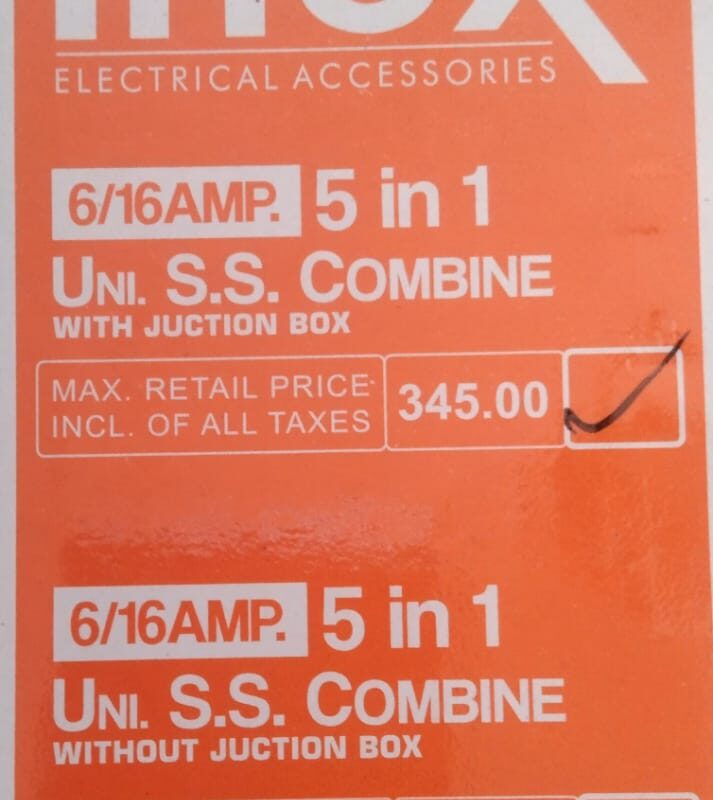 ELECTRICAL ACCESSORIES
6/16AMP. 5 in 1
UNI. S.S. COMBINE
WITH JUCTION BOX
MAX. RETAIL PRICE
INCL. OF ALL TAXES
345.00
6/16AMP. 5 in 1
UNI. S.S. COMBINE
WITHOUT JUCTION BOX